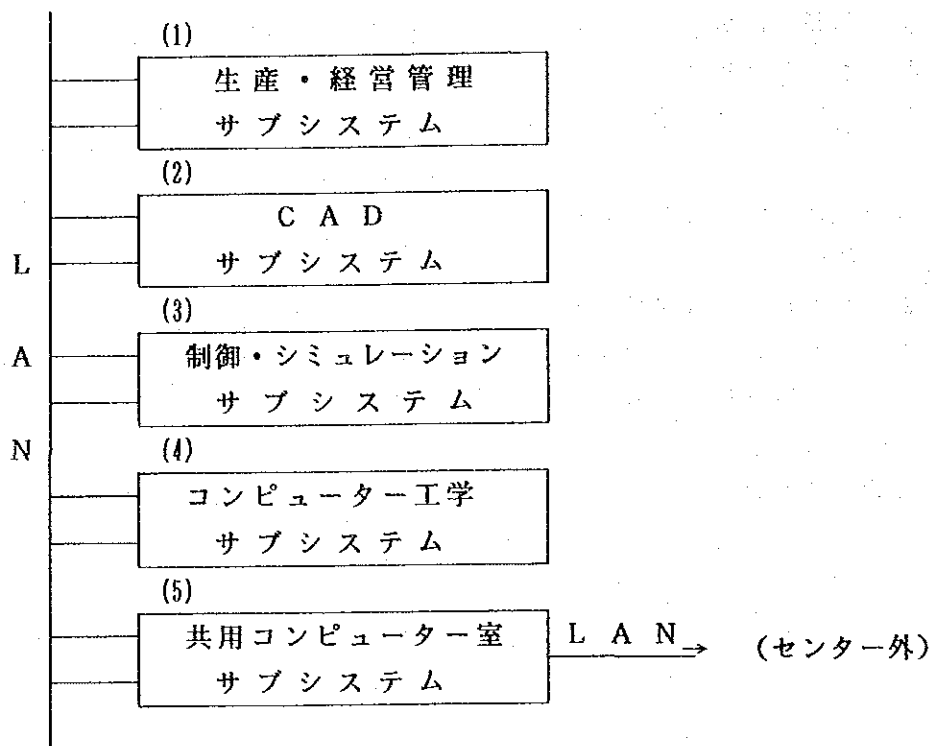 (1)
生産・経営管理
サブシステム
(2)
CAD
サブシステム
(3)
制御・シミュレーション
サブシステム
(4)
コンピューター工学
サブシステム
(5)
共用コンピューター室
サブシステム
LAN
LAN
(センター外)